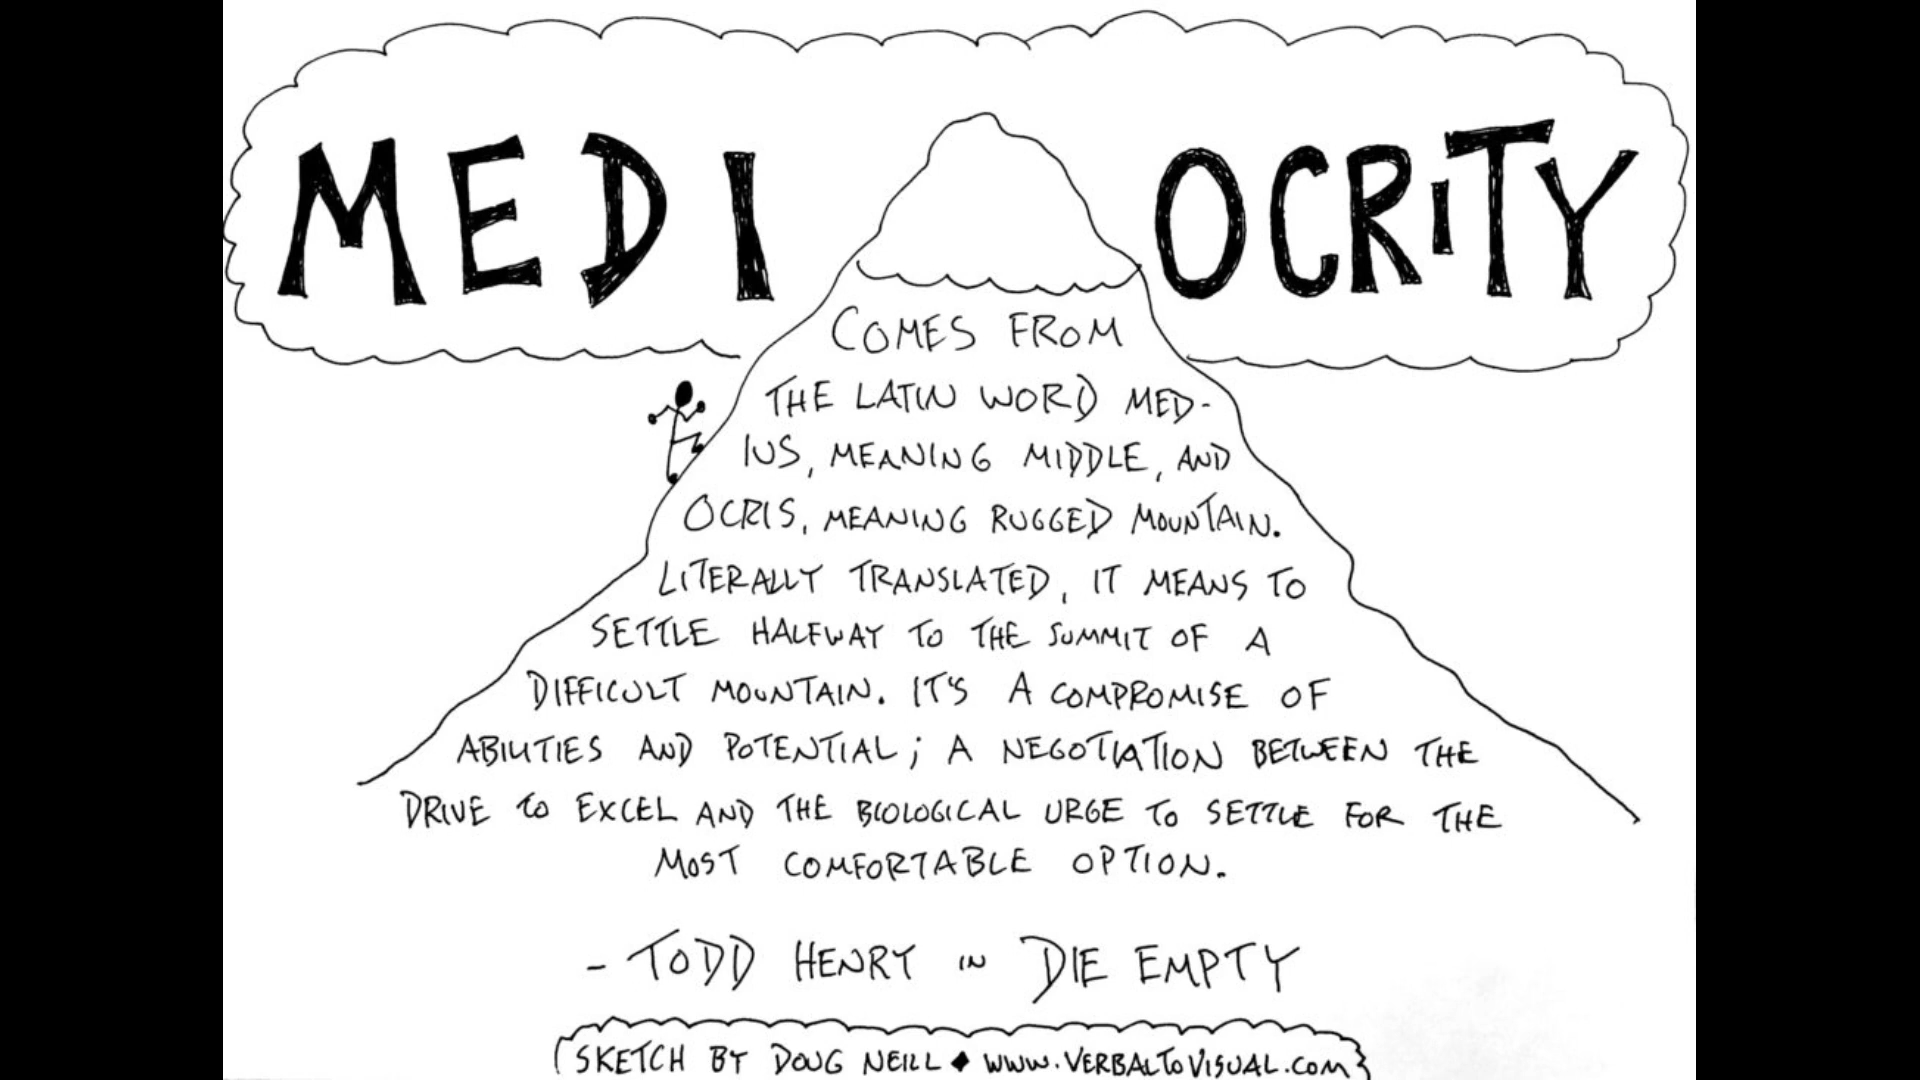 MEDIOCRITY
COMES FROM
THE LATIN WORD MED-
IUS, MEANING MIDDLE, AND
OCRIS, MEANING RUGGED MOUNTAIN.
LITERALLY TRANSLATED, IT MEANS TO
SETTLE HALFWAY TO THE SUMMIT OF A
DIFFICULT MOUNTAIN. IT'S A COMPROMISE OF
ABILITIES AND POTENTIAL; A NEGOTIATION BETWEEN THE
DRIVE TO EXCEL AND THE BIOLOGICAL URGE TO SETTLE FOR THE
MOST COMFORTABLE OPTION.
- TODD HENRY IN DIE EMPTY
SKETCH BY DOUG NEILL ◆ WWW.VERBALTOVISUAL.COM